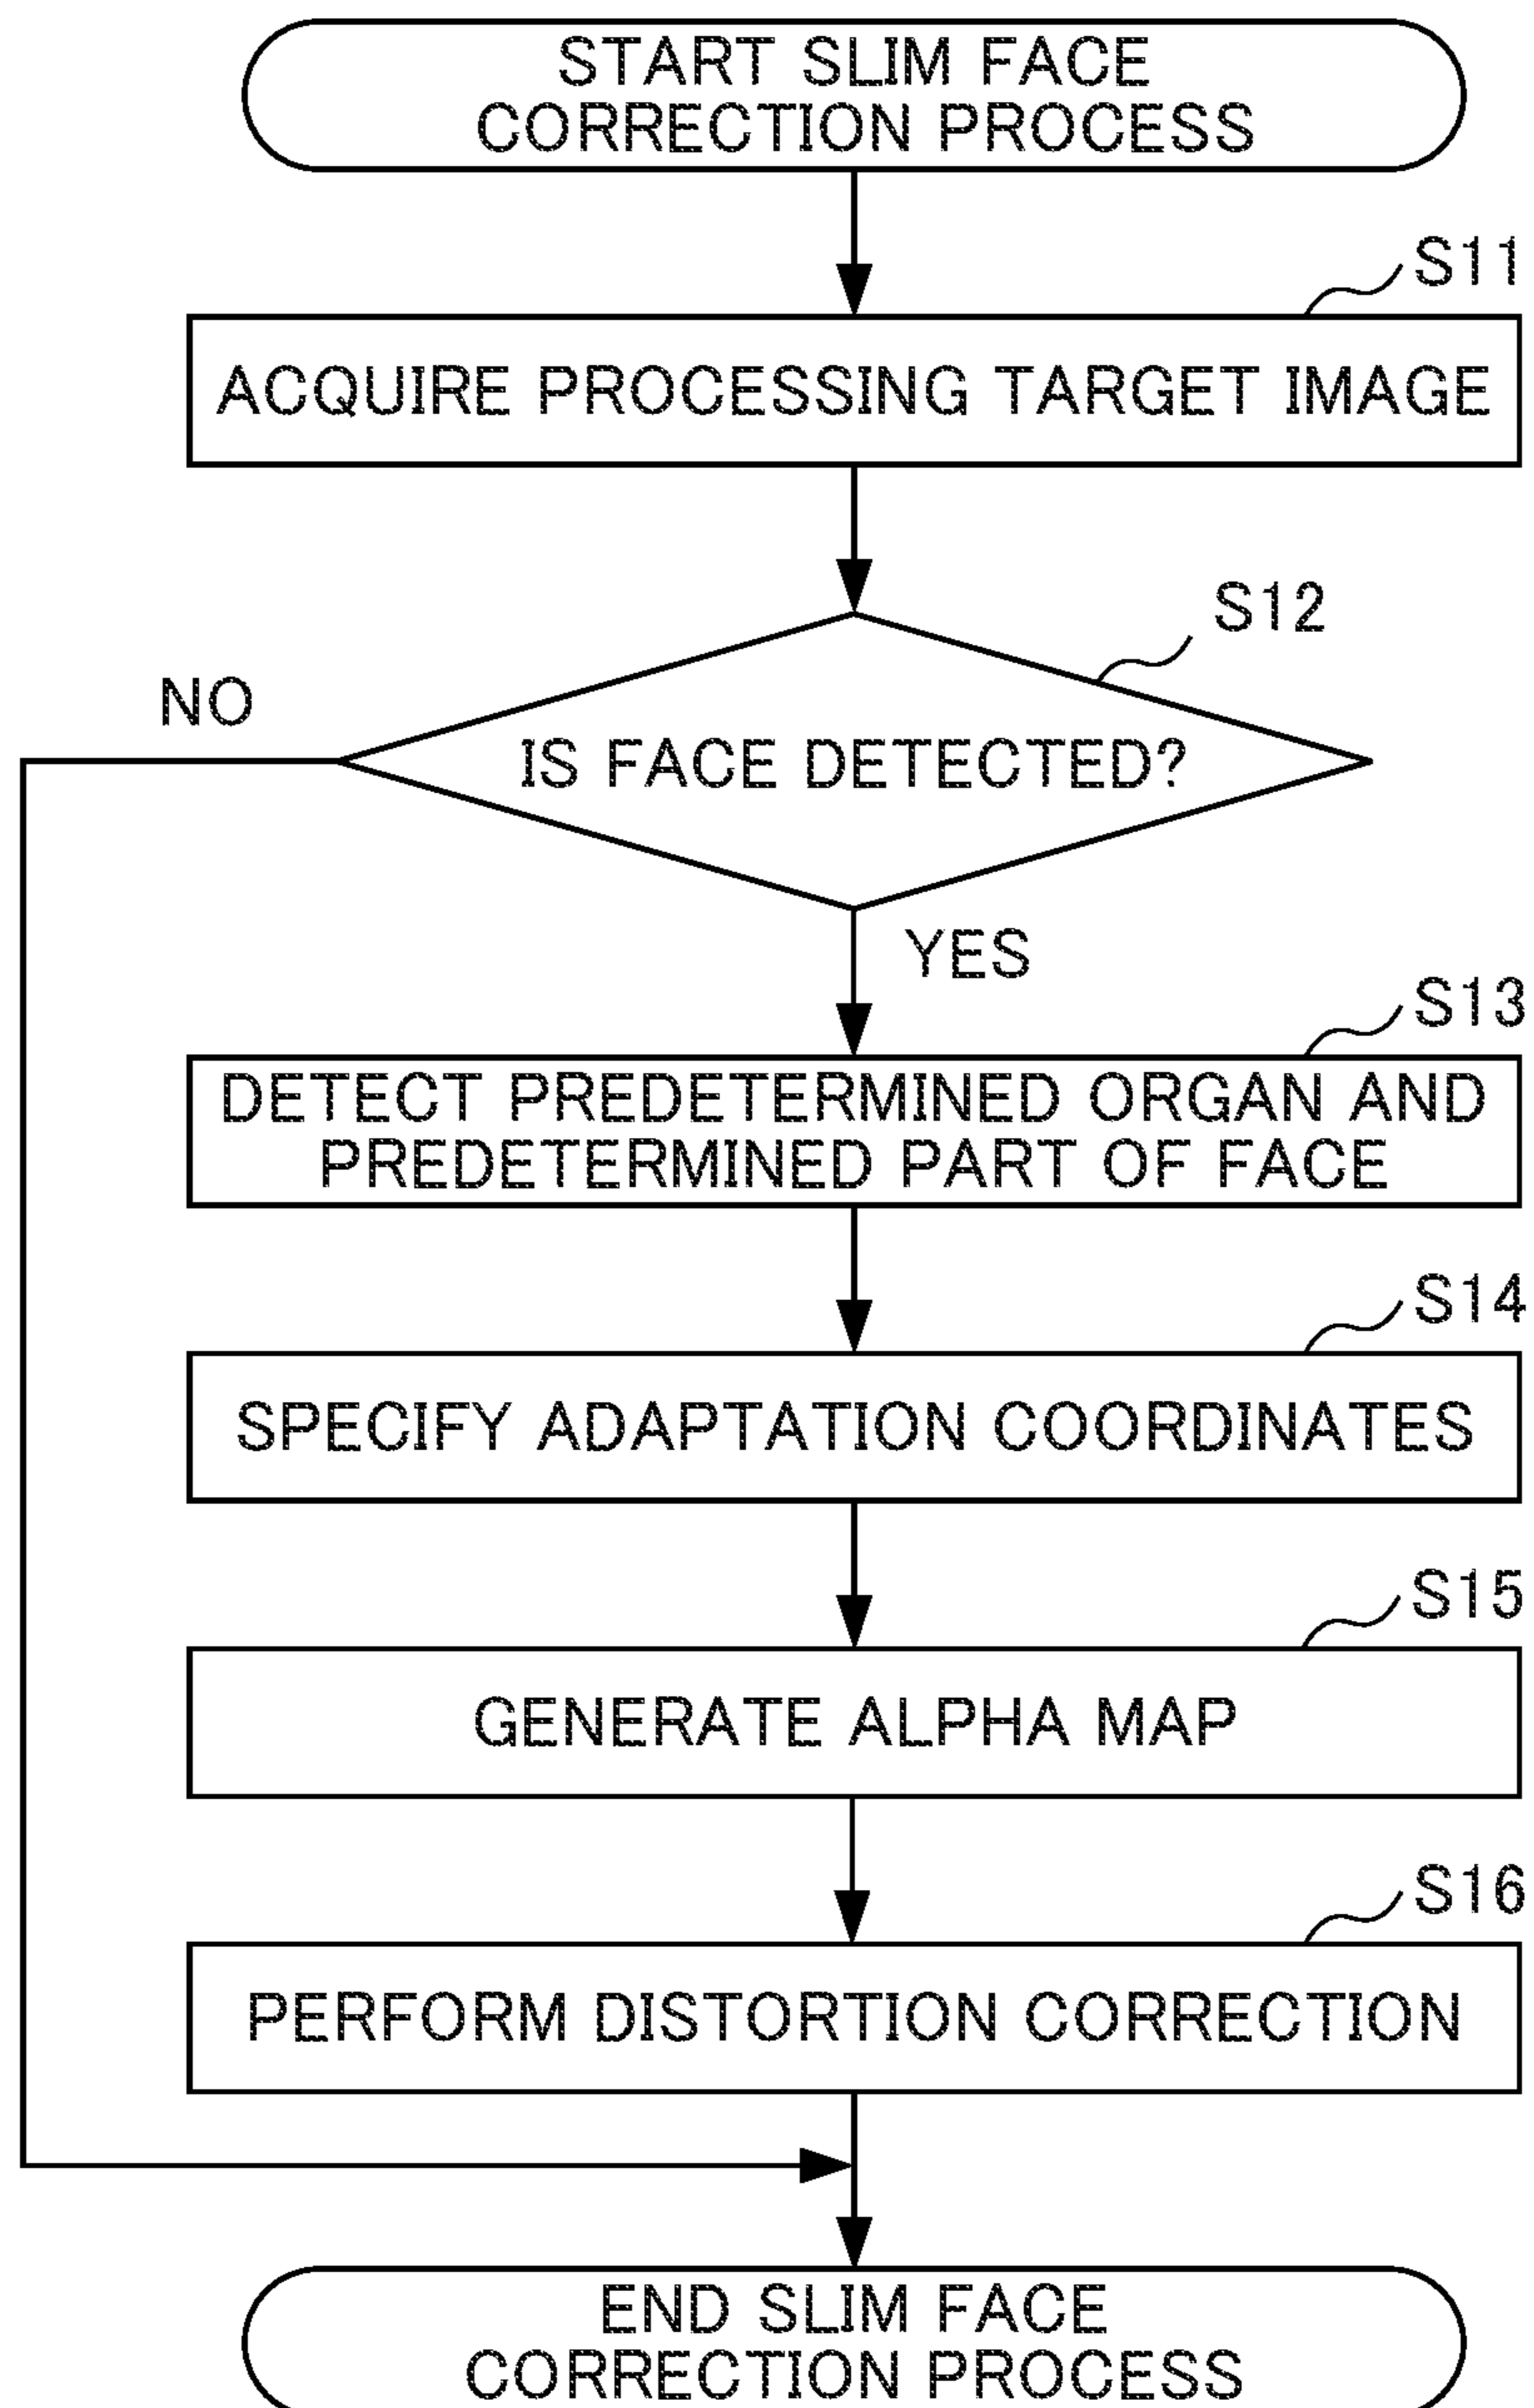 START SLIM FACE
CORRECTION PROCESS
S11
ACQUIRE PROCESSING TARGET IMAGE
S12
NO
IS FACE DETECTED?
YES
S13
DETECT PREDETERMINED ORGAN AND
PREDETERMINED PART OF FACE
S14
SPECIFY ADAPTATION COORDINATES
S15
GENERATE ALPHA MAP
S16
PERFORM DISTORTION CORRECTION
END SLIM FACE
CORRECTION PROCESS